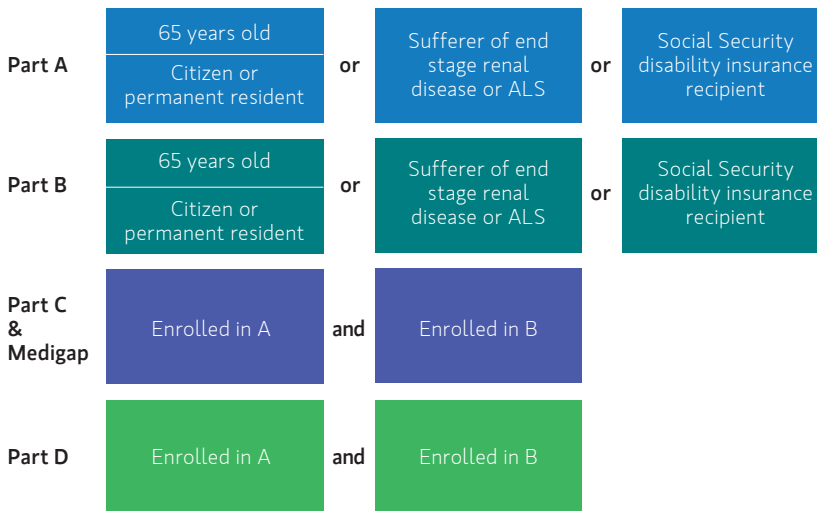 Part A
65 years old
Citizen or
permanent resident
or
Sufferer of end
stage renal
disease or ALS
or
Social Security
disability insurance
recipient
Part B
65 years old
Citizen or
permanent resident
or
Sufferer of end
stage renal
disease or ALS
or
Social Security
disability insurance
recipient
Part C
&
Medigap
Enrolled in A
and
Enrolled in B
Part D
Enrolled in A
and
Enrolled in B